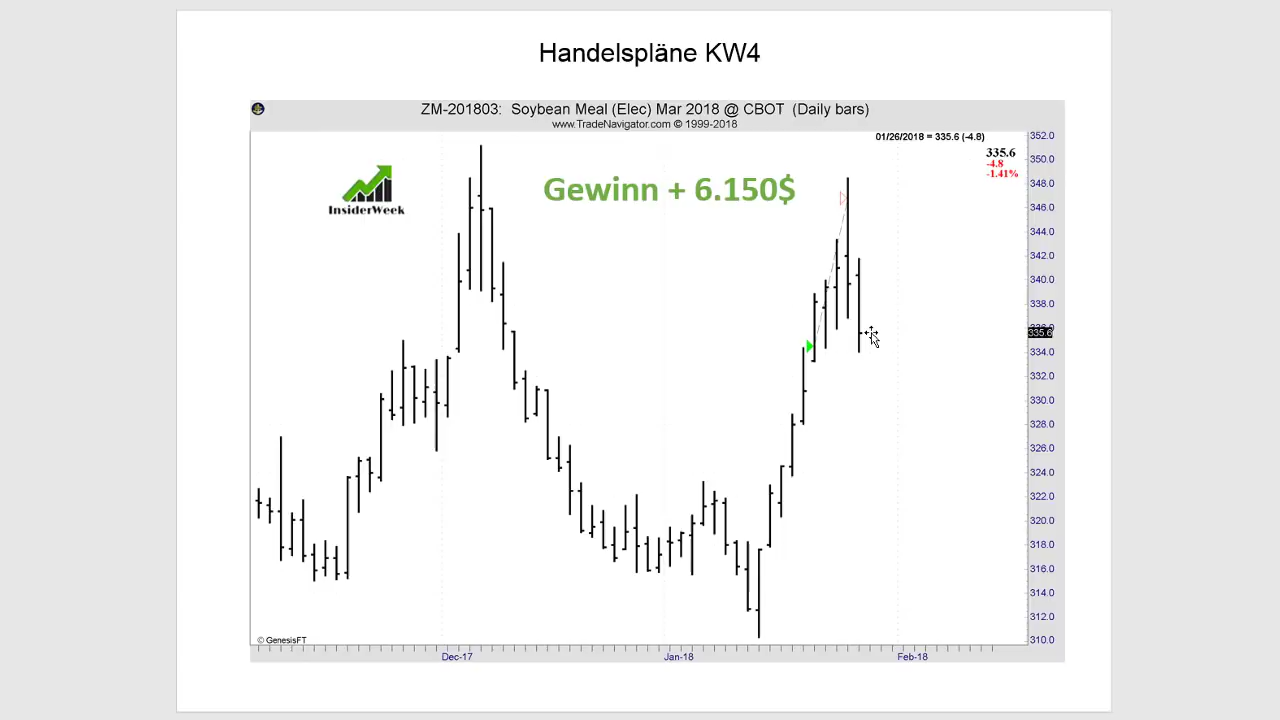 Handelspläne KW4
ZM-201803: Soybean Meal (Elec) Mar 2018 @ CBOT (Daily bars)
www.TradeNavigator.com © 1999-2018
01/26/2018 = 335.6 (-4.8)
335.6
-4.8
-1.41%
InsiderWeek
Gewinn + 6.150$
352.0
350.0
348.0
346.0
344.0
342.0
340.0
338.0
335.6
334.0
332.0
330.0
328.0
326.0
324.0
322.0
320.0
318.0
316.0
314.0
312.0
310.0
© GenesisFT
Dec-17
Jan-18
Feb-18